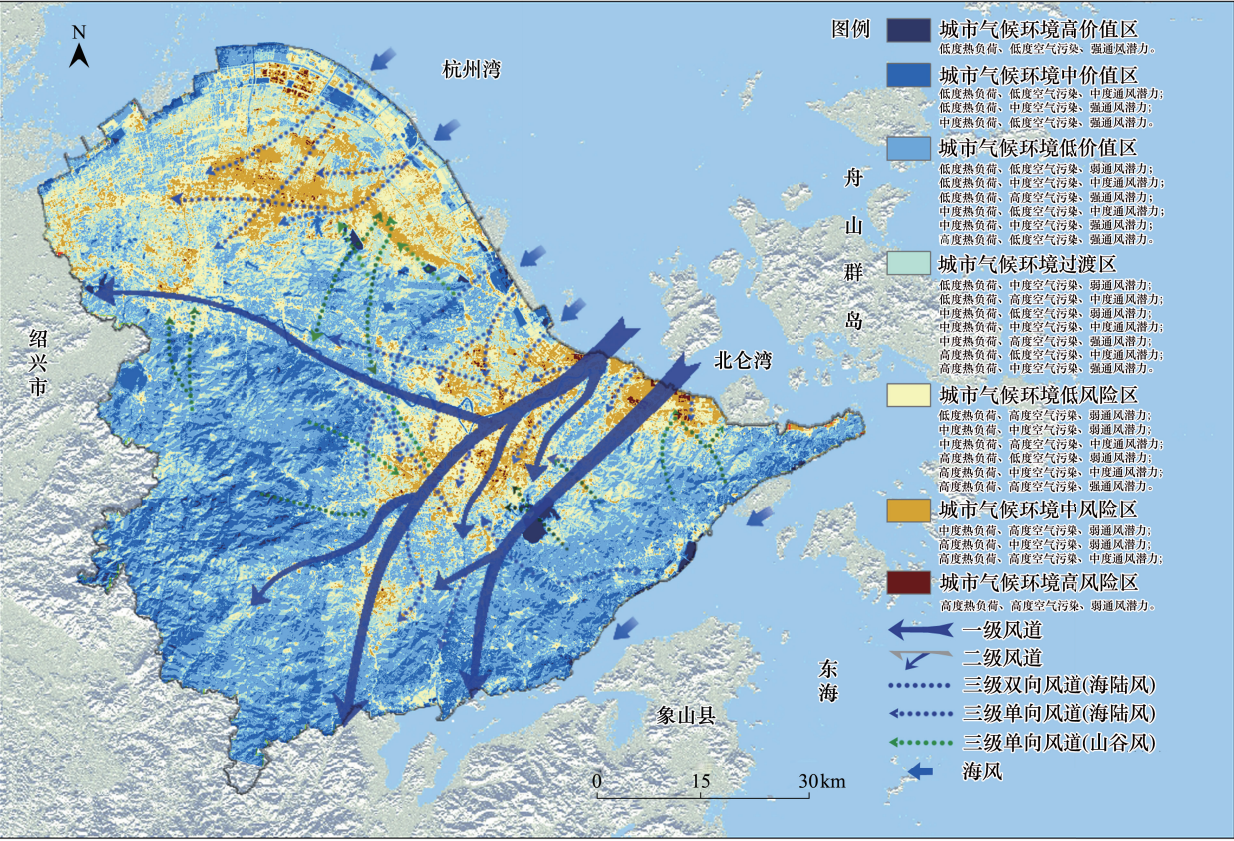 N
杭州湾
绍兴市
舟山群岛
北仑湾
东海
象山县
0 15 30km
图例
城市气候环境高价值区
低度热负荷、低度空气污染、强通风潜力。
城市气候环境中价值区
低度热负荷、低度空气污染、中度通风潜力;
低度热负荷、中度空气污染、强通风潜力;
中度热负荷、低度空气污染、强通风潜力。
城市气候环境低价值区
低度热负荷、低度空气污染、弱通风潜力;
低度热负荷、中度空气污染、中度通风潜力;
低度热负荷、高度空气污染、强通风潜力;
中度热负荷、低度空气污染、中度通风潜力;
中度热负荷、中度空气污染、强通风潜力;
高度热负荷、低度空气污染、强通风潜力。
城市气候环境过渡区
低度热负荷、中度空气污染、弱通风潜力;
低度热负荷、高度空气污染、中度通风潜力;
中度热负荷、低度空气污染、弱通风潜力;
中度热负荷、中度空气污染、中度通风潜力;
中度热负荷、高度空气污染、强通风潜力;
高度热负荷、低度空气污染、中度通风潜力;
高度热负荷、中度空气污染、强通风潜力。
城市气候环境低风险区
低度热负荷、高度空气污染、弱通风潜力;
中度热负荷、中度空气污染、弱通风潜力;
中度热负荷、高度空气污染、中度通风潜力;
高度热负荷、低度空气污染、弱通风潜力;
高度热负荷、中度空气污染、中度通风潜力;
高度热负荷、高度空气污染、强通风潜力。
城市气候环境中风险区
中度热负荷、高度空气污染、弱通风潜力;
高度热负荷、中度空气污染、弱通风潜力;
高度热负荷、高度空气污染、中度通风潜力。
城市气候环境高风险区
高度热负荷、高度空气污染、弱通风潜力。
一级风道
二级风道
三级双向风道(海陆风)
三级单向风道(海陆风)
三级单向风道(山谷风)
海风